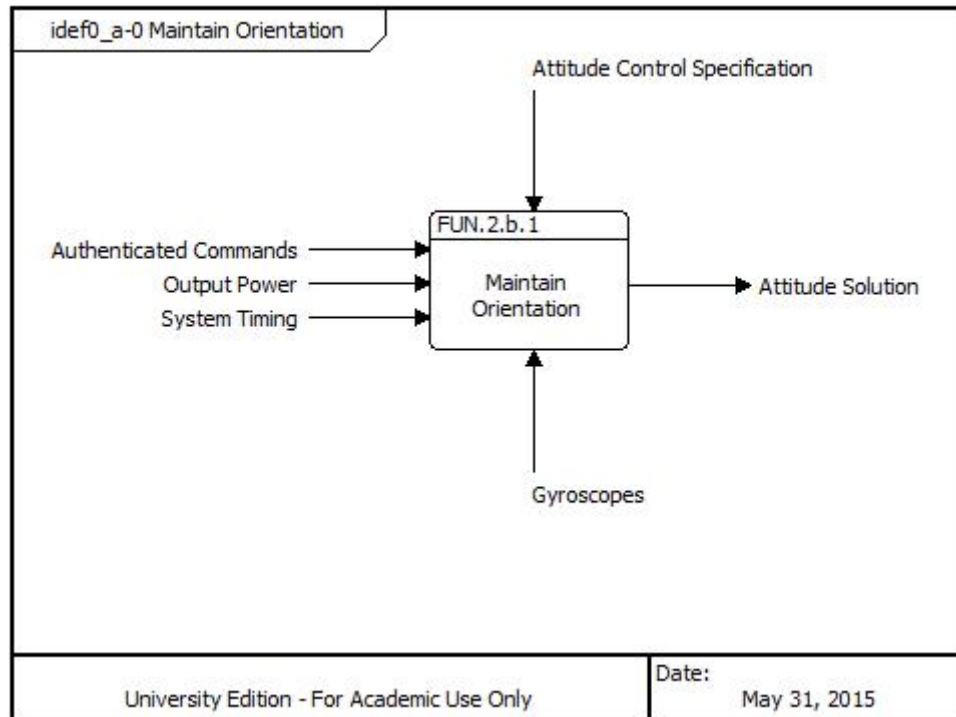 idef0_a-0 Maintain Orientation
Attitude Control Specification
FUN.2.b.1
Authenticated Commands
Output Power
System Timing
Maintain
Orientation
Attitude Solution
Gyroscopes
University Edition - For Academic Use Only
Date:
May 31, 2015